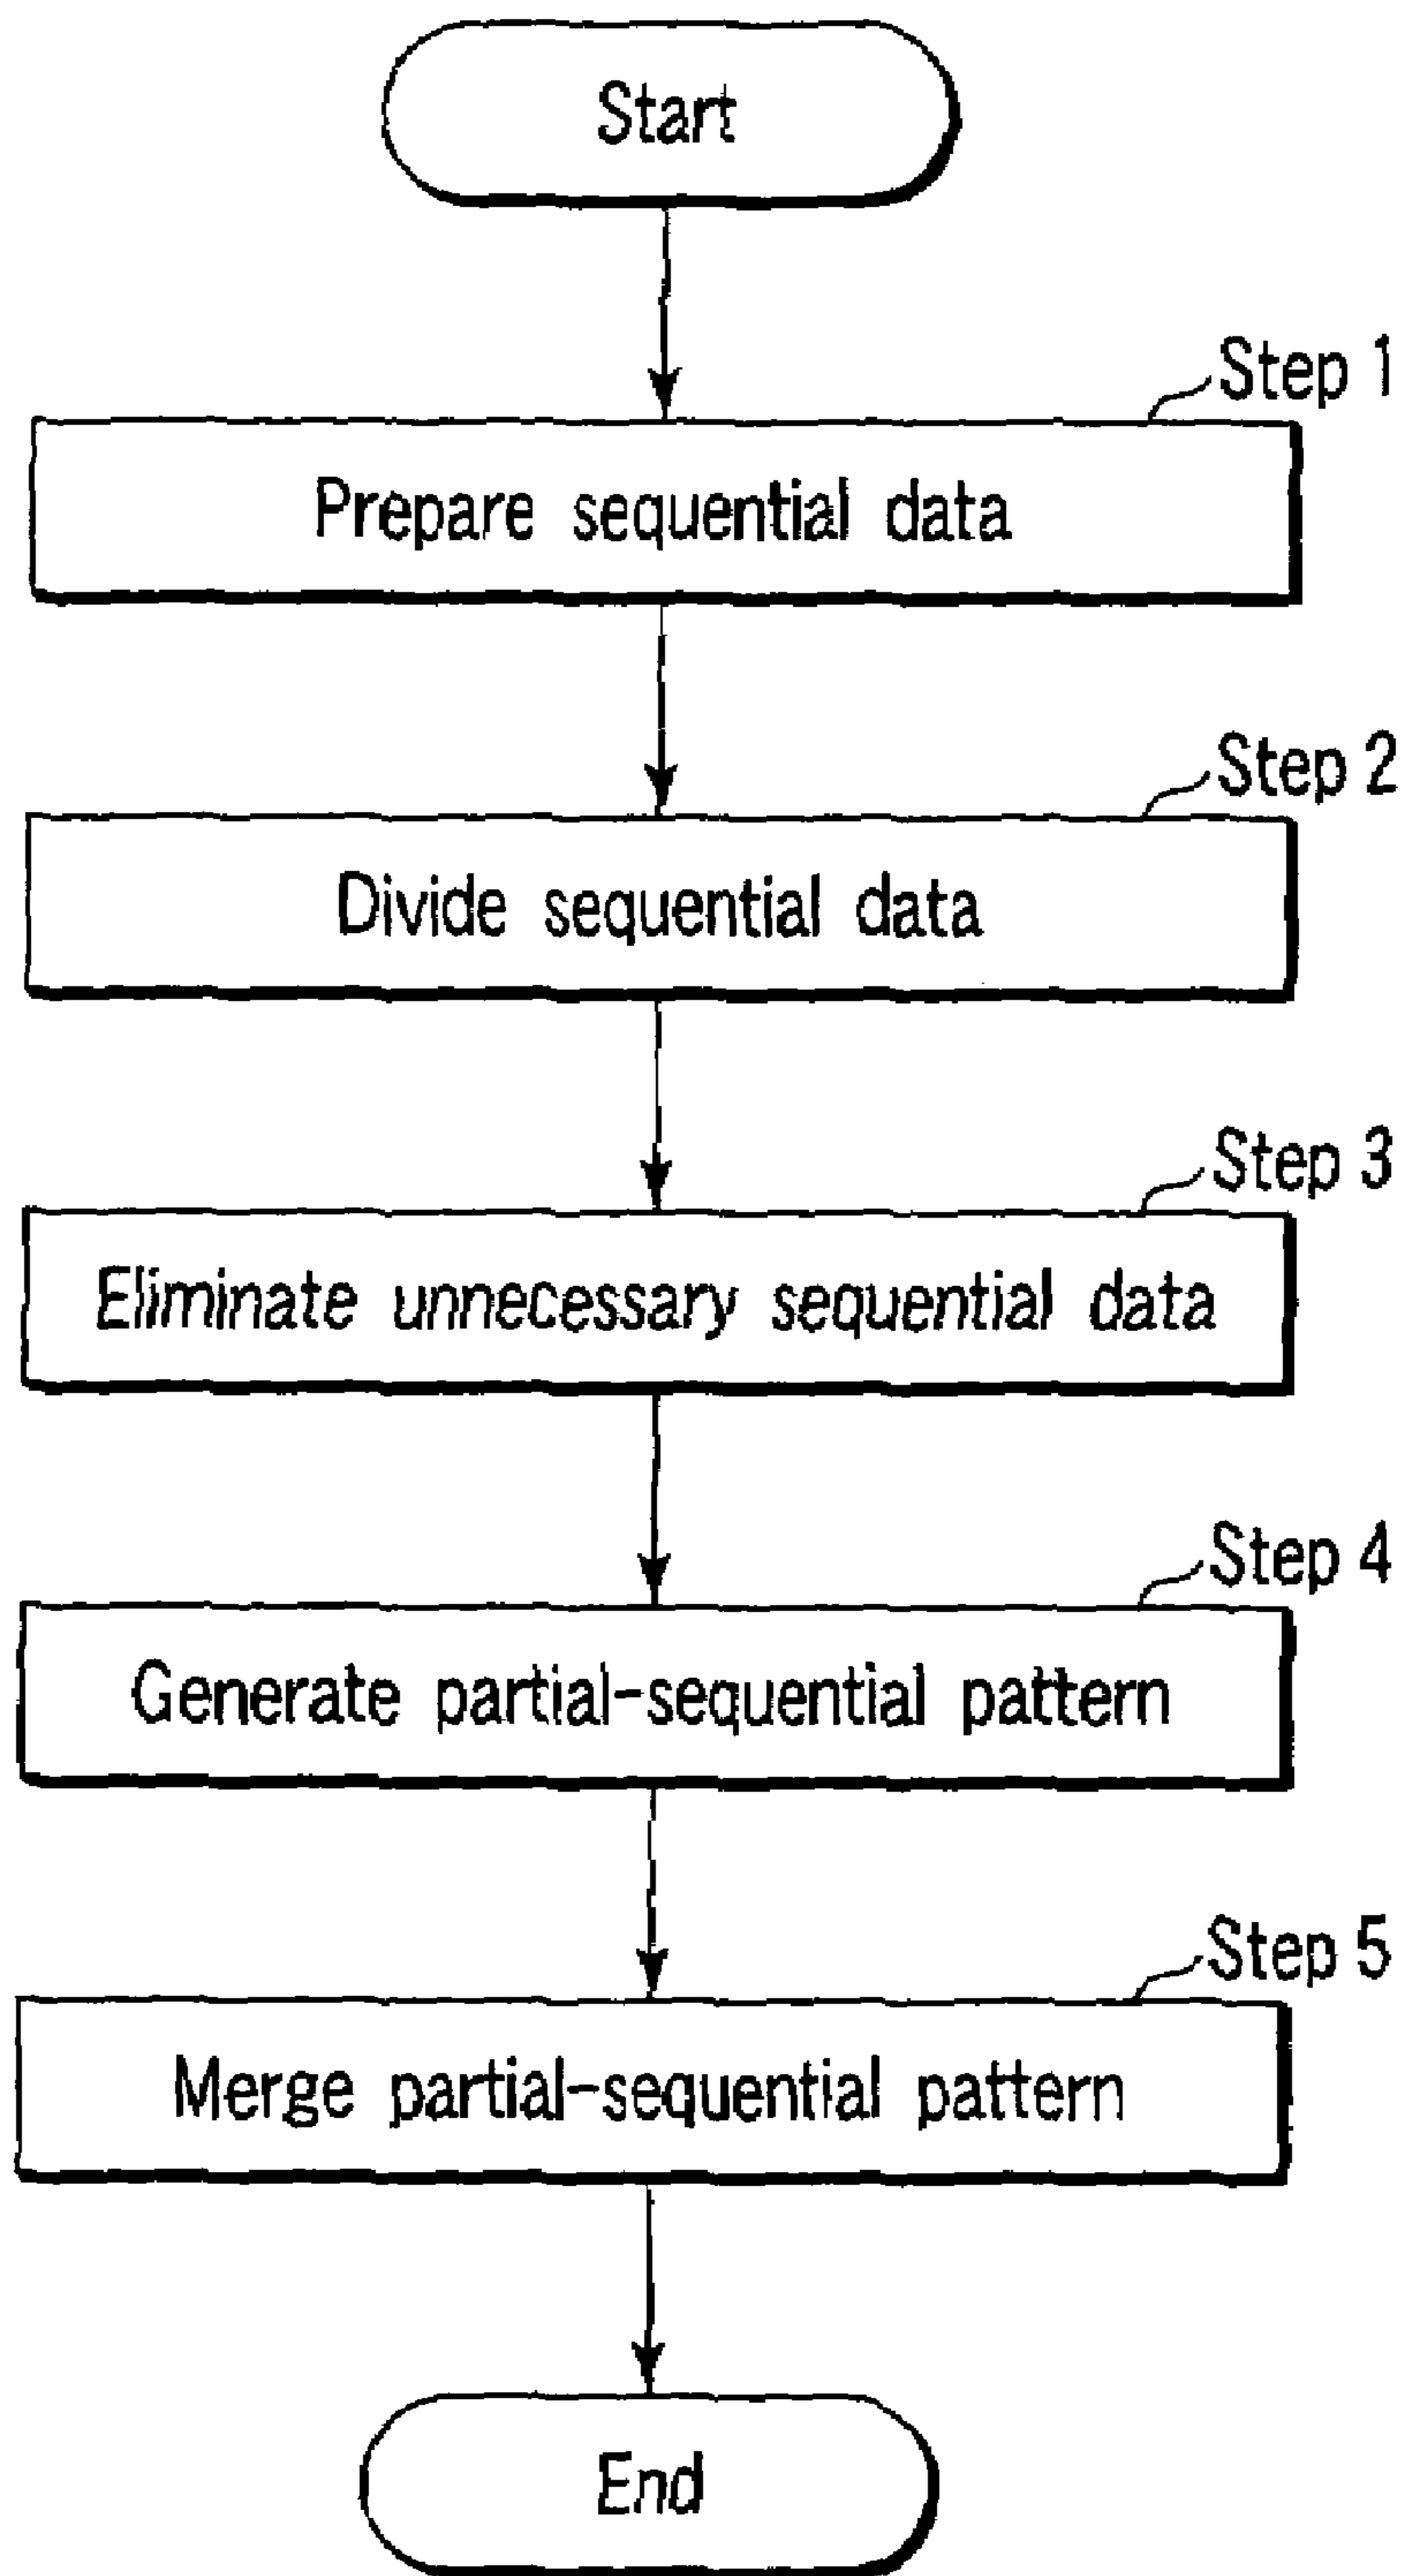 Start
Step 1
Prepare sequential data
Step 2
Divide sequential data
Step 3
Eliminate unnecessary sequential data
Step 4
Generate partial-sequential pattern
Step 5
Merge partial-sequential pattern
End